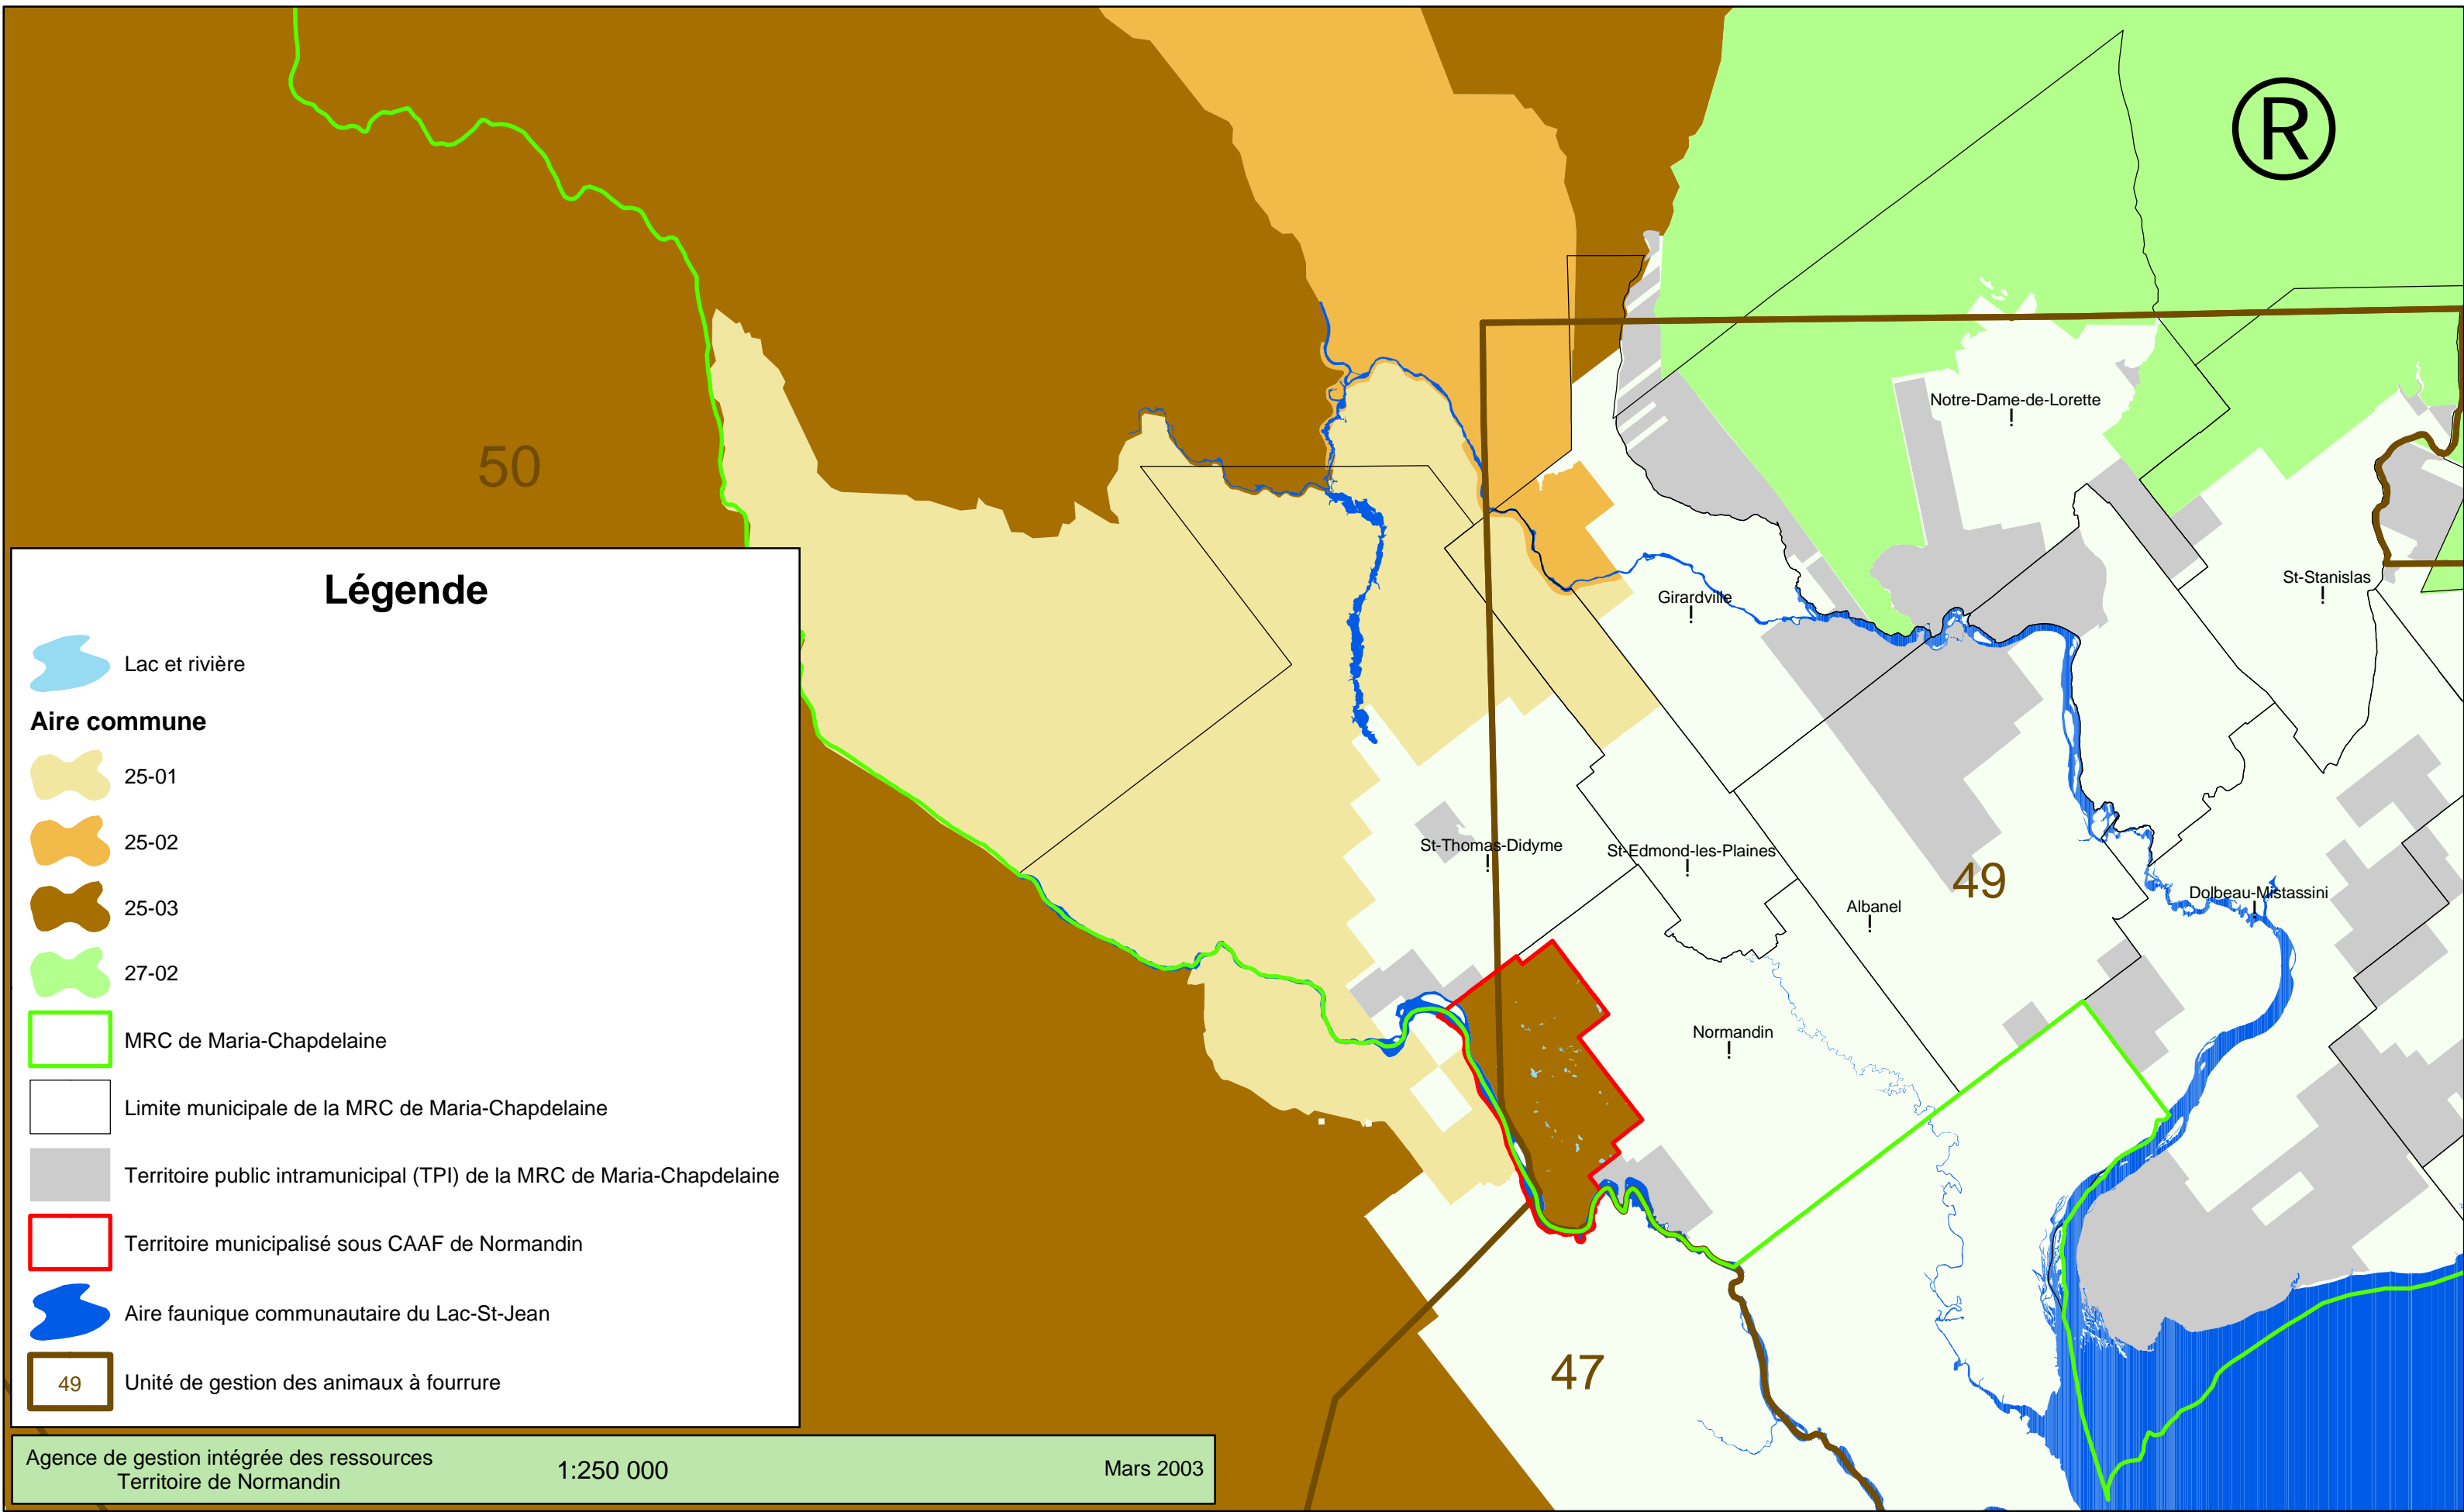 ®
Notre-Dame-de-Lorette
!
50
St-Stanislas
!
Girardville
!
St-Thomas-Didyme
!
St-Edmond-les-Plaines
!
49
Albanel
!
Dolbeau-Mistassini
!
Normandin
!
47
Légende
Lac et rivière
Aire commune
25-01
25-02
25-03
27-02
MRC de Maria-Chapdelaine
Limite municipale de la MRC de Maria-Chapdelaine
Territoire public intramunicipal (TPI) de la MRC de Maria-Chapdelaine
Territoire municipalisé sous CAAF de Normandin
Aire faunique communautaire du Lac-St-Jean
49 Unité de gestion des animaux à fourrure
Agence de gestion intégrée des ressources
Territoire de Normandin
1:250 000
Mars 2003